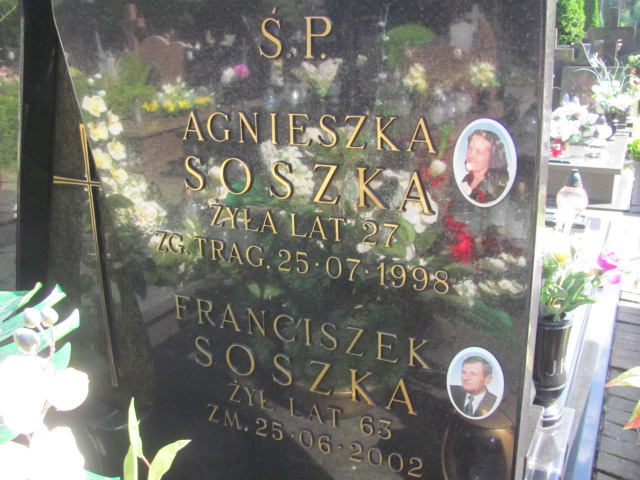 Ś.P.
AGNIESZKA
SOSZKA
ŻYŁA LAT 27
ZG. TRAG. 25·07·1998
FRANCISZEK
SOSZKA
ŻYŁ LAT 63
ZM. 25·06·2002